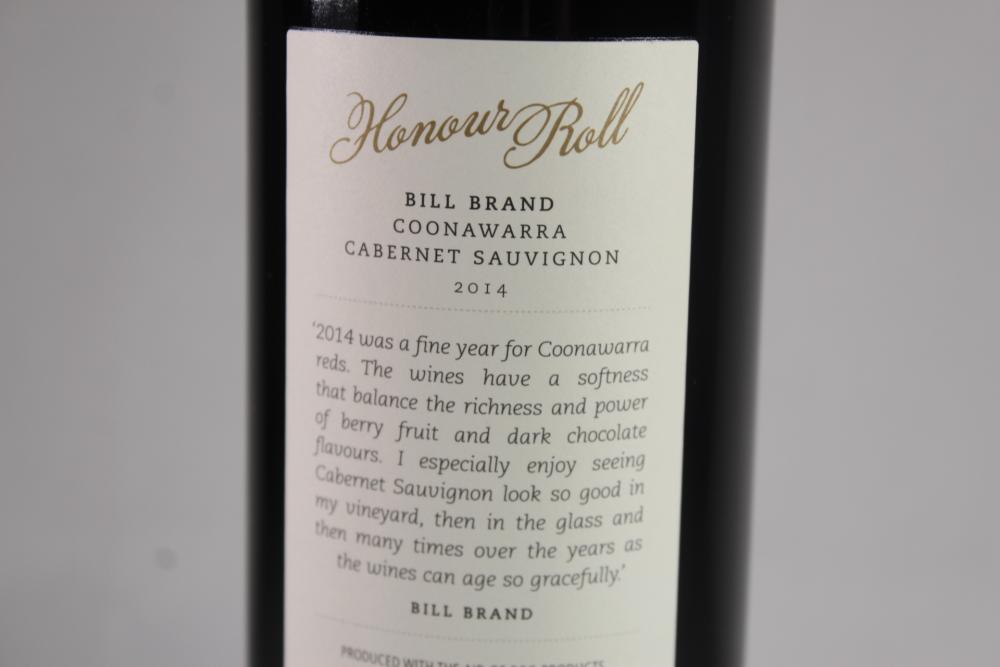 Honour Roll
BILL BRAND
COONAWARRA
CABERNET SAUVIGNON
2014
'2014 was a fine year for Coonawarra
reds. The wines have a softness
that balance the richness and power
of berry fruit and dark chocolate
flavours. I especially enjoy seeing
Cabernet Sauvignon look so good in
my vineyard, then in the glass and
then many times over the years as
the wines can age so gracefully.'
BILL BRAND
PRODUCED WITH THE AID OF PRODUCTS